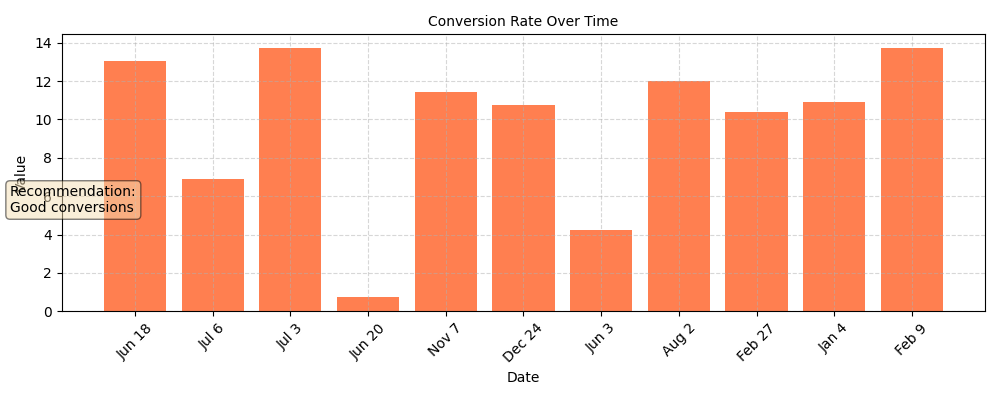 Conversion Rate Over Time
14
12
10
8
6
4
2
0
Value
Recommendation:
Good conversions
Jun 18
Jul 6
Jul 3
Jun 20
Nov 7
Dec 24
Jun 3
Aug 2
Feb 27
Jan 4
Feb 9
Date